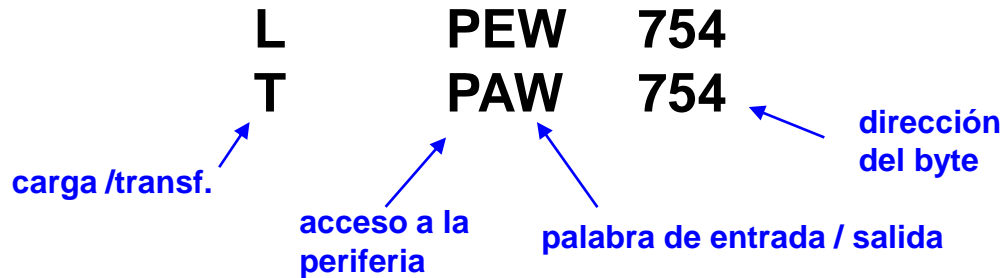 L PEW 754
T PAW 754
dirección
del byte
carga /transf.
acceso a la
periferia
palabra de entrada / salida